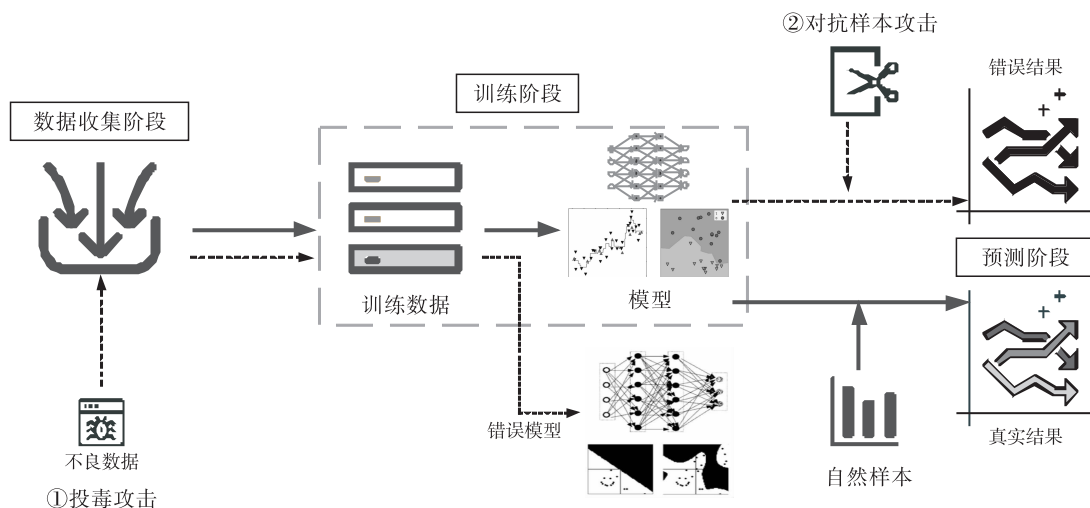 ②对抗样本攻击
错误结果
训练阶段
数据收集阶段
预测阶段
训练数据
模型
错误模型
真实结果
不良数据
自然样本
①投毒攻击